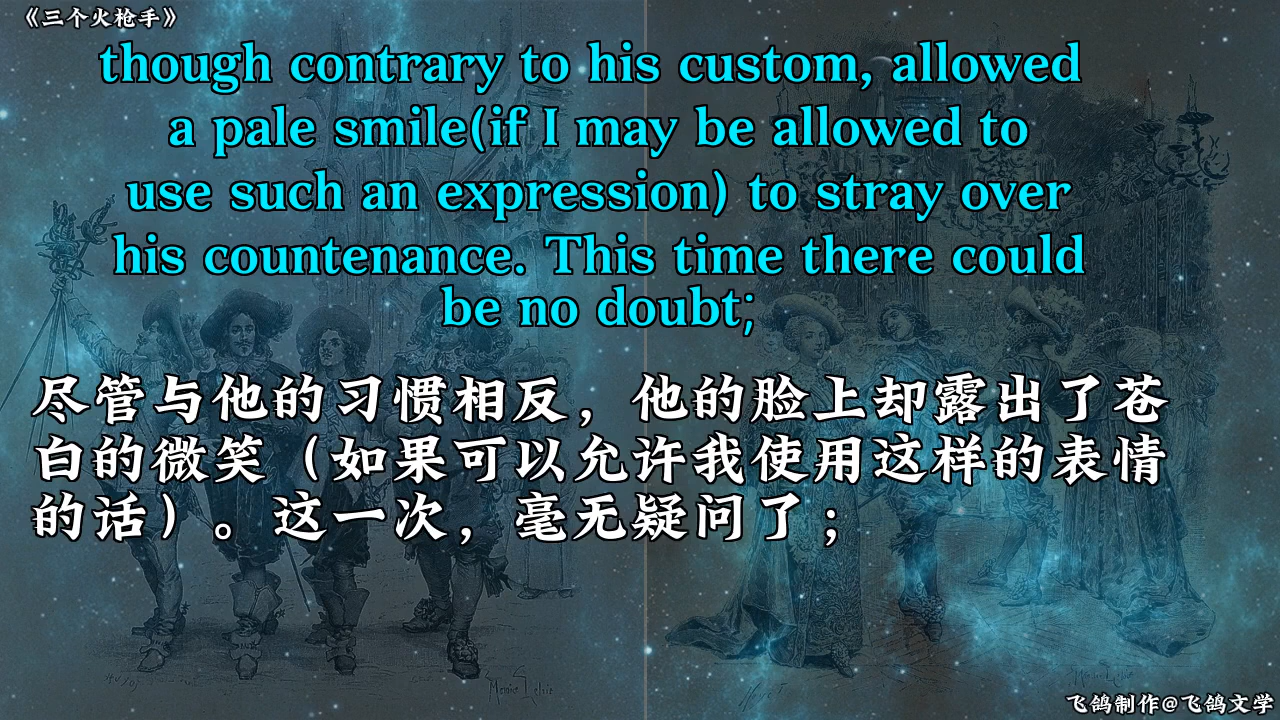 《三个火枪手》
though contrary to his custom, allowed
a pale smile(if I may be allowed to
use such an expression) to stray over
his countenance. This time there could
be no doubt;
尽管与他的习惯相反，他的脸上却露出了苍
白的微笑（如果可以允许我使用这样的表情
的话）。这一次，毫无疑问了；
飞鸽制作@飞鸽文学